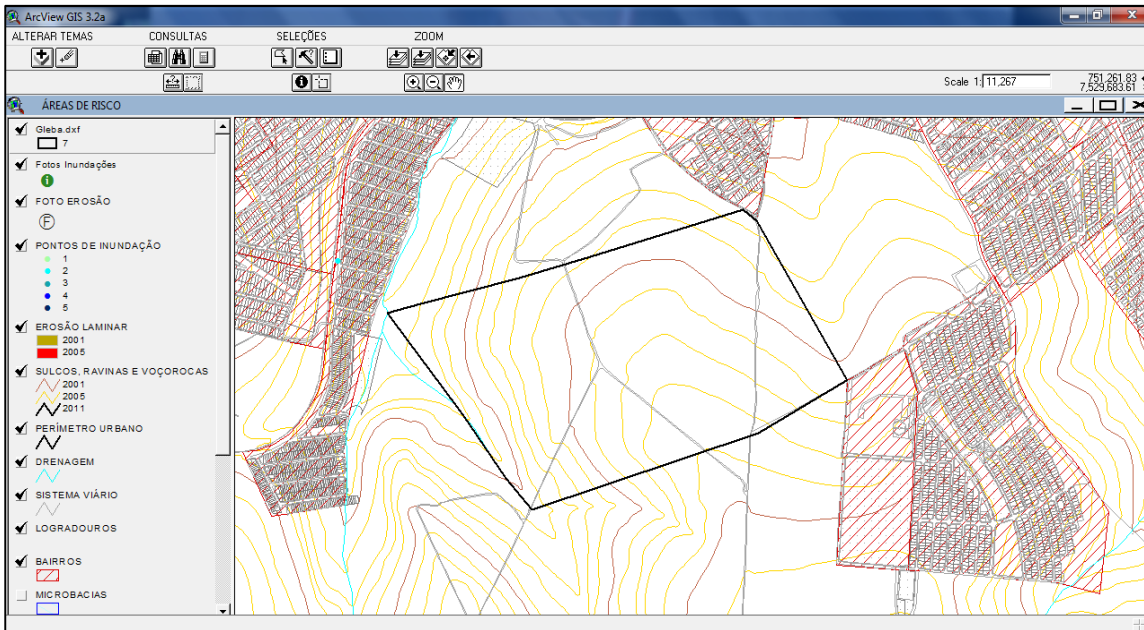 ArcView GIS 3.2a
ALTERAR TEMAS CONSULTAS SELEÇÕES ZOOM
Scale 1: 11,267
751,261.83
7,529,683.61
ÁREAS DE RISCO
Gleba.dxf
7
Fotos Inundações
FOTO EROSÃO
F
PONTOS DE INUNDAÇÃO
1
2
3
4
5
EROSÃO LAMINAR
2001
2005
SULCOS, RAVINAS E VOÇOROCAS
2001
2005
2011
PERÍMETRO URBANO
DRENAGEM
SISTEMA VIÁRIO
LOGRADOUROS
BAIRROS
MICROBACIAS